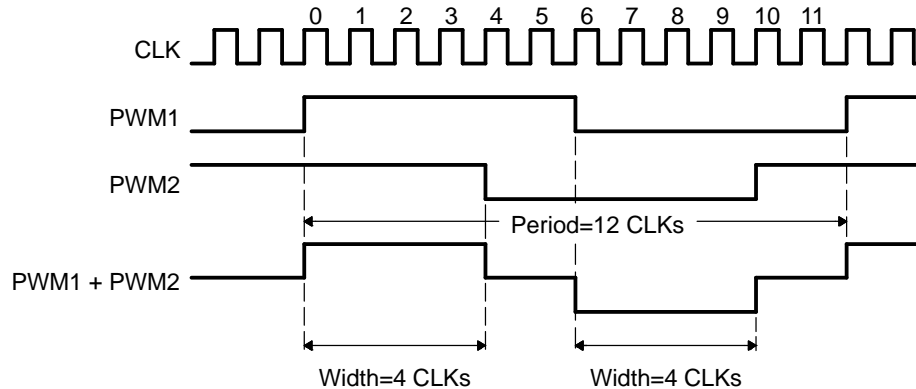 0 1 2 3 4 5 6 7 8 9 10 11
CLK
PWM1
PWM2
Period=12 CLKs
PWM1 + PWM2
Width=4 CLKs Width=4 CLKs